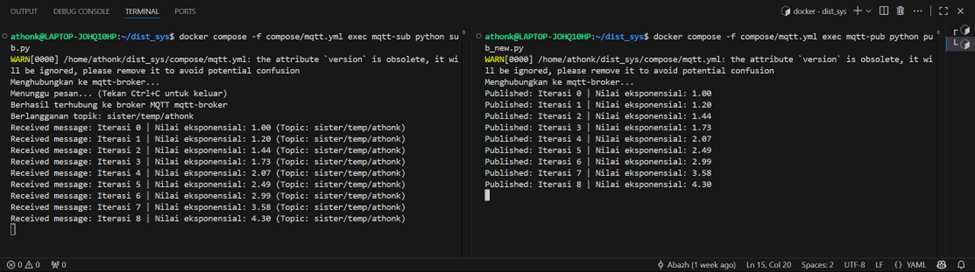 OUTPUT DEBUG CONSOLE TERMINAL PORTS
docker - dist_sys
athonk@LAPTOP-JOHQ10HP:~/dist_sys$ docker compose -f compose/mqtt.yml exec mqtt-sub python su
b.py
WARN[0000] /home/athonk/dist_sys/compose/mqtt.yml: the attribute `version` is obsolete, it wi
ll be ignored, please remove it to avoid potential confusion
Menghubungkan ke mqtt-broker...
Menunggu pesan... (Tekan Ctrl+C untuk keluar)
Berhasil terhubung ke broker MQTT mqtt-broker
Berlangganan topik: sister/temp/athonk
Received message: Iterasi 0 | Nilai eksponensial: 1.00 (Topic: sister/temp/athonk)
Received message: Iterasi 1 | Nilai eksponensial: 1.20 (Topic: sister/temp/athonk)
Received message: Iterasi 2 | Nilai eksponensial: 1.44 (Topic: sister/temp/athonk)
Received message: Iterasi 3 | Nilai eksponensial: 1.73 (Topic: sister/temp/athonk)
Received message: Iterasi 4 | Nilai eksponensial: 2.07 (Topic: sister/temp/athonk)
Received message: Iterasi 5 | Nilai eksponensial: 2.49 (Topic: sister/temp/athonk)
Received message: Iterasi 6 | Nilai eksponensial: 2.99 (Topic: sister/temp/athonk)
Received message: Iterasi 7 | Nilai eksponensial: 3.58 (Topic: sister/temp/athonk)
Received message: Iterasi 8 | Nilai eksponensial: 4.30 (Topic: sister/temp/athonk)
athonk@LAPTOP-JOHQ10HP:~/dist_sys$ docker compose -f compose/mqtt.yml exec mqtt-pub python pu
b_new.py
WARN[0000] /home/athonk/dist_sys/compose/mqtt.yml: the attribute `version` is obsolete, it wi
ll be ignored, please remove it to avoid potential confusion
Menghubungkan ke mqtt-broker...
Published: Iterasi 0 | Nilai eksponensial: 1.00
Published: Iterasi 1 | Nilai eksponensial: 1.20
Published: Iterasi 2 | Nilai eksponensial: 1.44
Published: Iterasi 3 | Nilai eksponensial: 1.73
Published: Iterasi 4 | Nilai eksponensial: 2.07
Published: Iterasi 5 | Nilai eksponensial: 2.49
Published: Iterasi 6 | Nilai eksponensial: 2.99
Published: Iterasi 7 | Nilai eksponensial: 3.58
Published: Iterasi 8 | Nilai eksponensial: 4.30
0 0 0 Abazh (1 week ago) Ln 15, Col 20 Spaces: 2 UTF-8 LF {} YAML